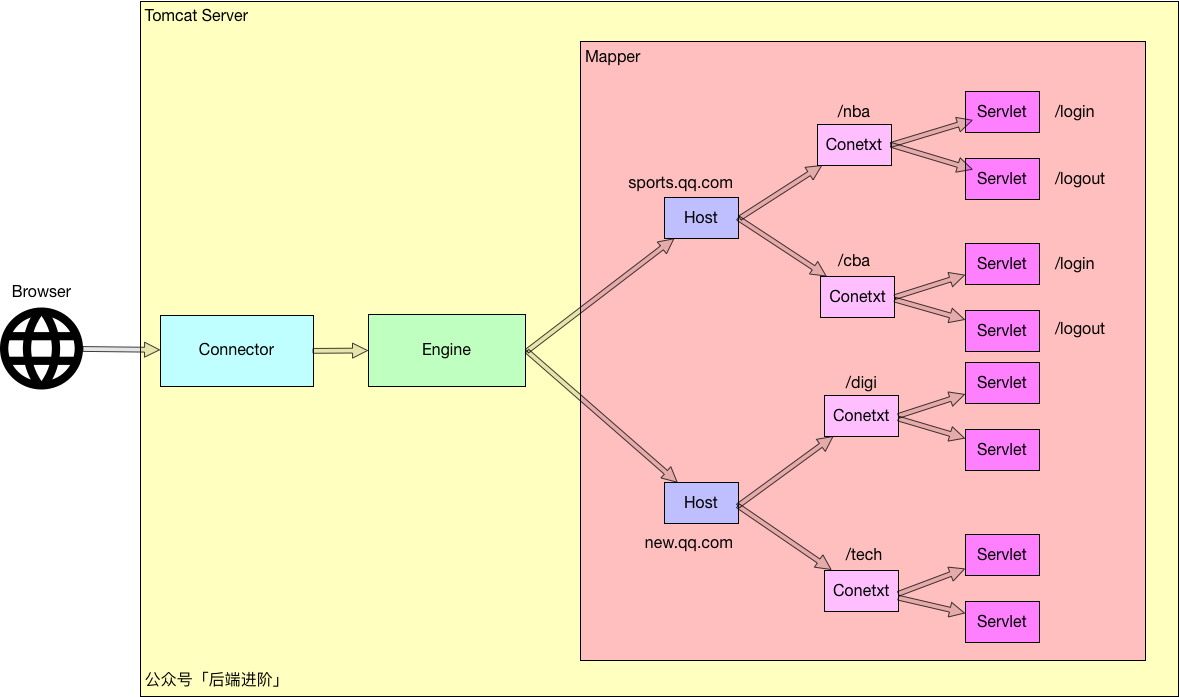 Tomcat Server
Mapper
/nba
Servlet
/login
Conetxt
Servlet
/logout
sports.qq.com
Host
/cba
Servlet
/login
Conetxt
Servlet
/logout
Browser
Connector
Engine
/digi
Servlet
Conetxt
Servlet
Host
new.qq.com
/tech
Servlet
Conetxt
Servlet
公众号「后端进阶」